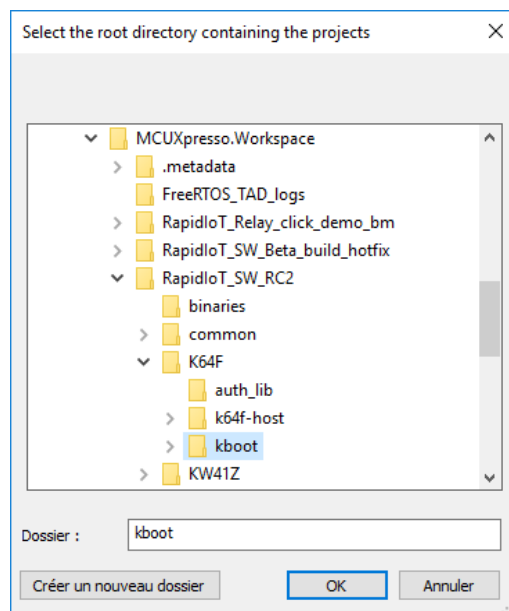 Select the root directory containing the projects
MCUXpresso.Workspace
.metadata
FreeRTOS_TAD_logs
RapidIoT_Relay_click_demo_bm
RapidIoT_SW_Beta_build_hotfix
RapidIoT_SW_RC2
binaries
common
K64F
auth_lib
k64f-host
kboot
KW41Z
Dossier : kboot
Créer un nouveau dossier OK Annuler